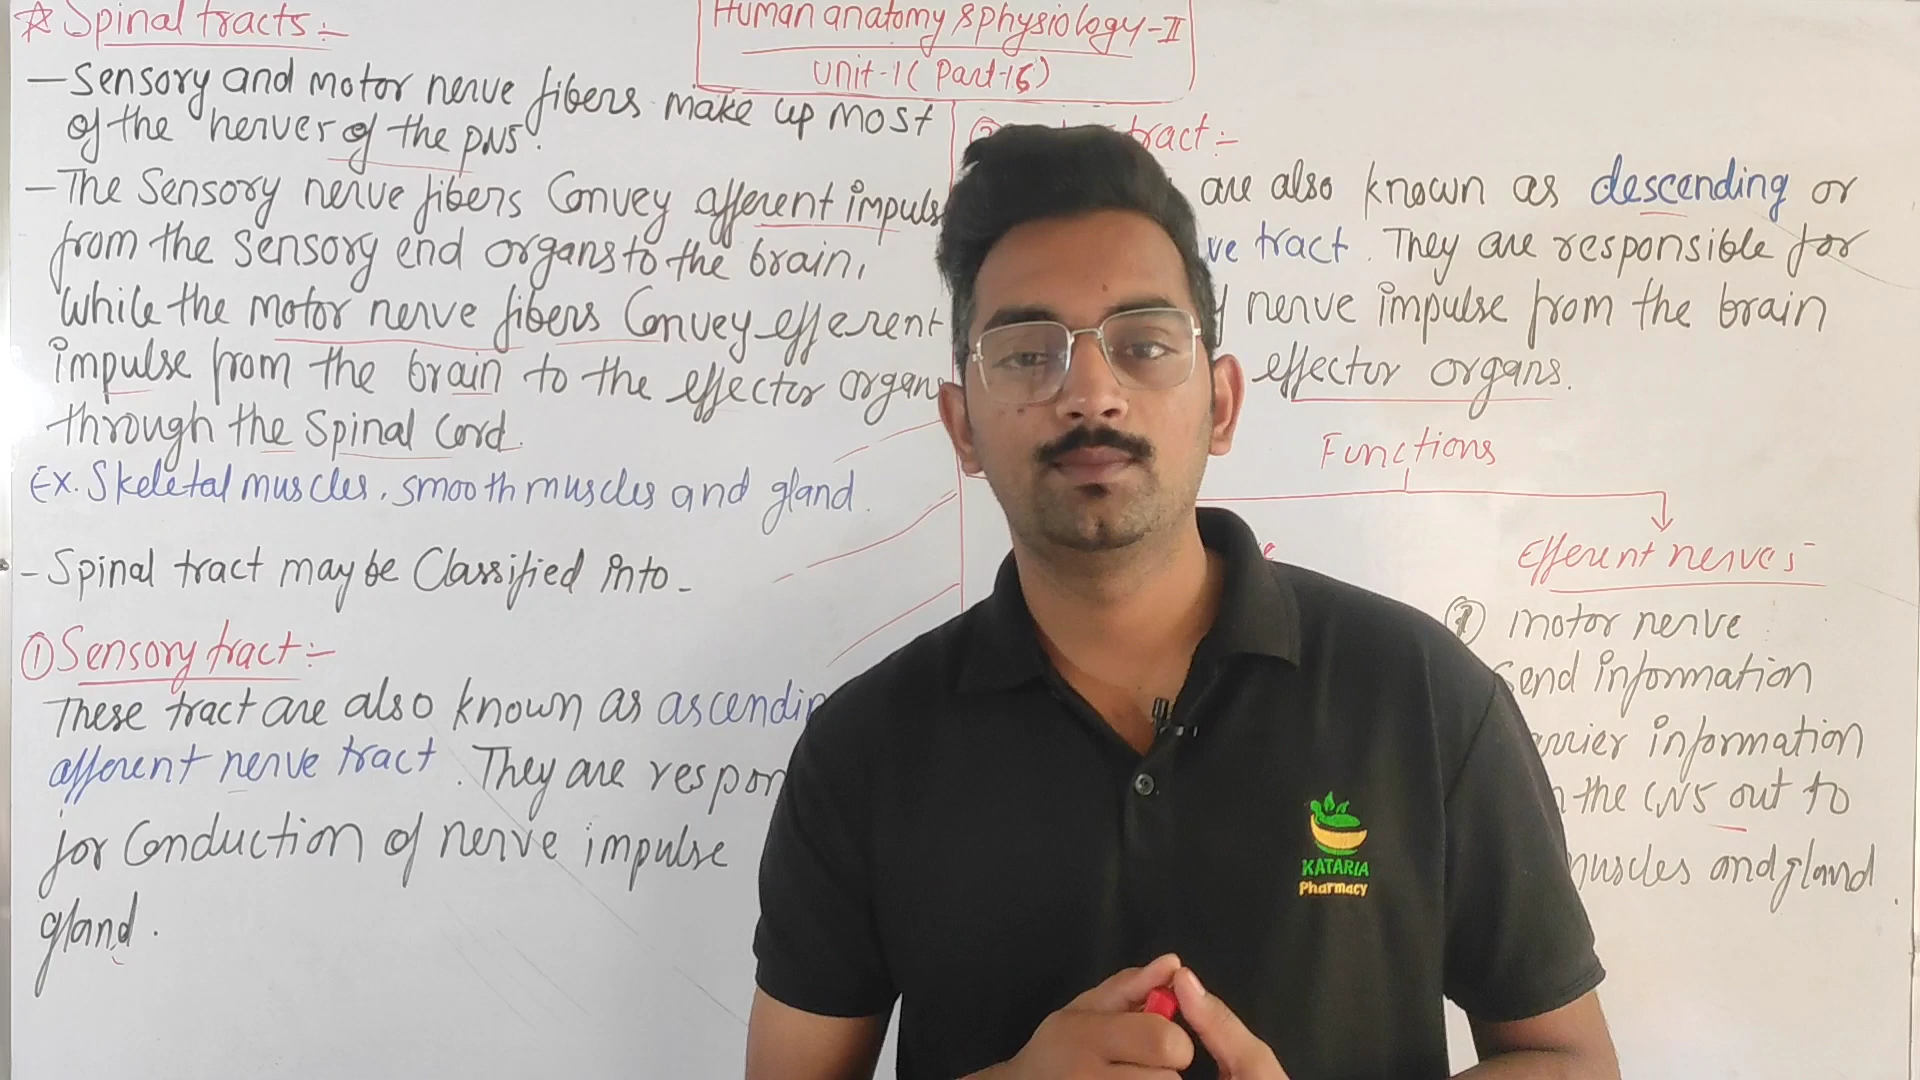 ☆ Spinal tracts:-
Human anatomy & physiology-II
Unit-1 (Part-16)
- Sensory and motor nerve fibers make up most
of the nerver of the PNS.
- The Sensory nerve fibers Convey afferent impuls
from the sensory end organs to the brain,
While the motor nerve fibers Convey efferent
impulse from the brain to the effector organs
through the Spinal Cord.
Ex. Skeletal muscles, smooth muscles and gland.
- Spinal tract may be Classified into -
① Sensory tract:-
These tract are also known as ascendin
afferent nerve tract. They are respon
for Conduction of nerve impulse
gland.
② tract:-
are also known as descending or
ve tract. They are responsible for
y nerve impulse from the brain
effector organs.
Functions
Efferent nerves-
① motor nerve
Send information
arrier information
the CNS out to
muscles and gland.
KATARIA
Pharmacy